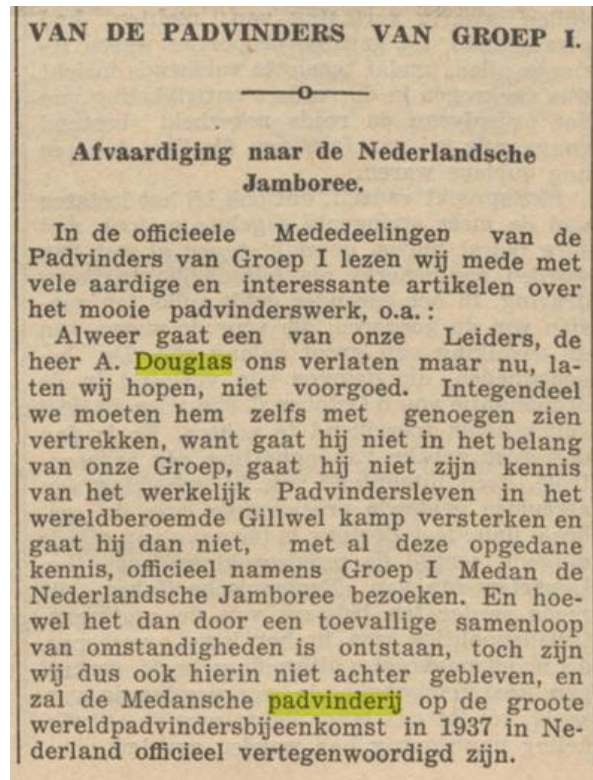 VAN DE PADVINDERS VAN GROEP I.
Afvaardiging naar de Nederlandsche
Jamboree.
In de officieele Mededeelingen van de
Padvinders van Groep I lezen wij mede met
vele aardige en interessante artikelen over
het mooie padvinderswerk, o.a. :
Alweer gaat een van onze Leiders, de
heer A. Douglas ons verlaten maar nu, la-
ten wij hopen, niet voorgoed. Integendeel
we moeten hem zelfs met genoegen zien
vertrekken, want gaat hij niet in het belang
van onze Groep, gaat hij niet zijn kennis
van het werkelijk Padvindersleven in het
wereldberoemde Gillwel kamp versterken en
gaat hij dan niet, met al deze opgedane
kennis, officieel namens Groep I Medan de
Nederlandsche Jamboree bezoeken. En hoe-
wel het dan door een toevallige samenloop
van omstandigheden is ontstaan, toch zijn
wij dus ook hierin niet achter gebleven, en
zal de Medansche padvinderij op de groote
wereldpadvindersbijeenkomst in 1937 in Ne-
derland officieel vertegenwoordigd zijn.